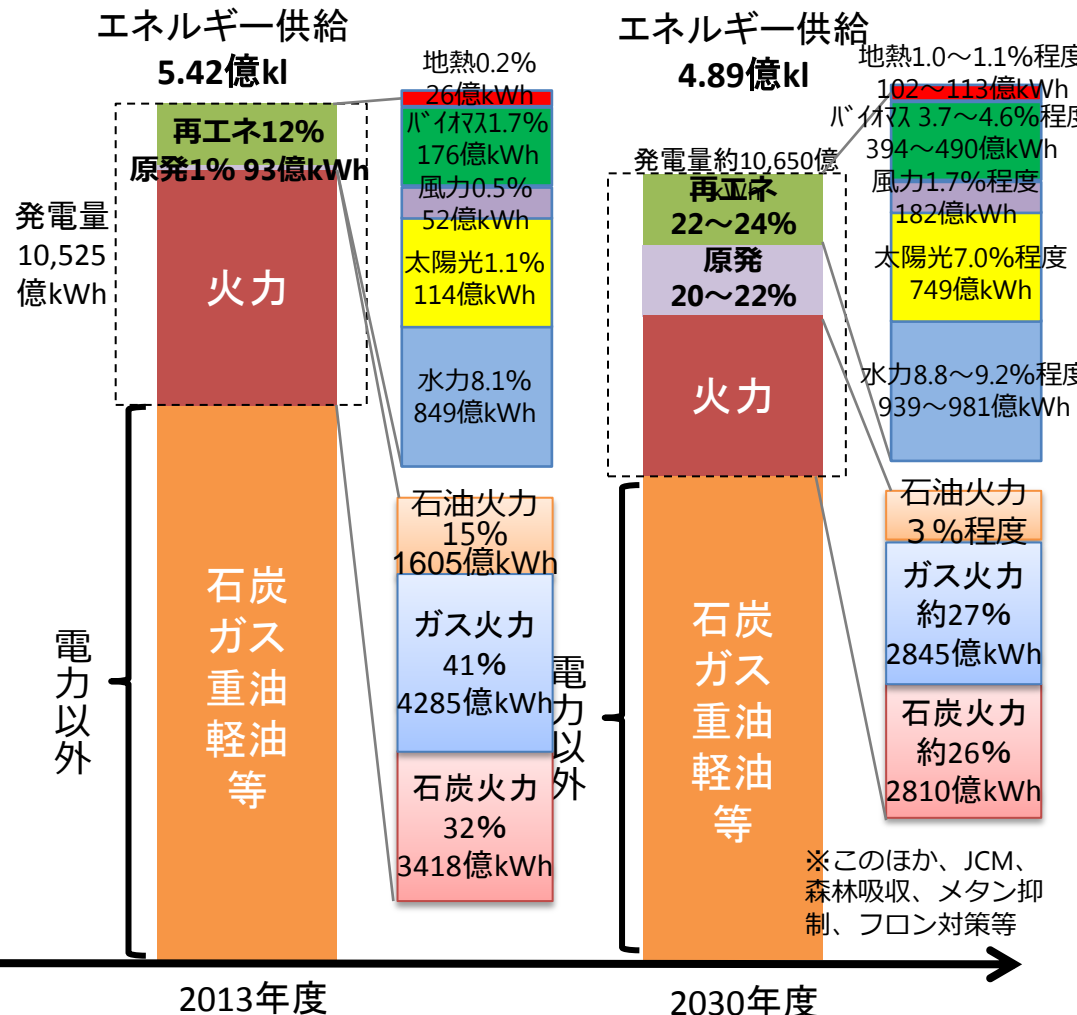 エネルギー供給
5.42億kl
再エネ12%
原発1% 93億kWh
発電量
10,525
億kWh
火力
電力以外
石炭
ガス
重油
軽油
等
地熱0.2%
26億kWh
バイオマス1.7%
176億kWh
風力0.5%
52億kWh
太陽光1.1%
114億kWh
水力8.1%
849億kWh
石油火力
15%
1605億kWh
ガス火力
41%
4285億kWh
石炭火力
32%
3418億kWh
2013年度
エネルギー供給
4.89億kl
発電量約10,650億
kWh
再エネ
22～24%
原発
20～22%
火力
電力以外
石炭
ガス
重油
軽油
等
地熱1.0～1.1%程度
102～113億kWh
バイオマス 3.7～4.6%程度
394～490億kWh
風力1.7%程度
182億kWh
太陽光7.0%程度
749億kWh
水力8.8～9.2%程度
939～981億kWh
石油火力
３%程度
ガス火力
約27%
2845億kWh
石炭火力
約26%
2810億kWh
※このほか、JCM、
森林吸収、メタン抑
制、フロン対策等
2030年度